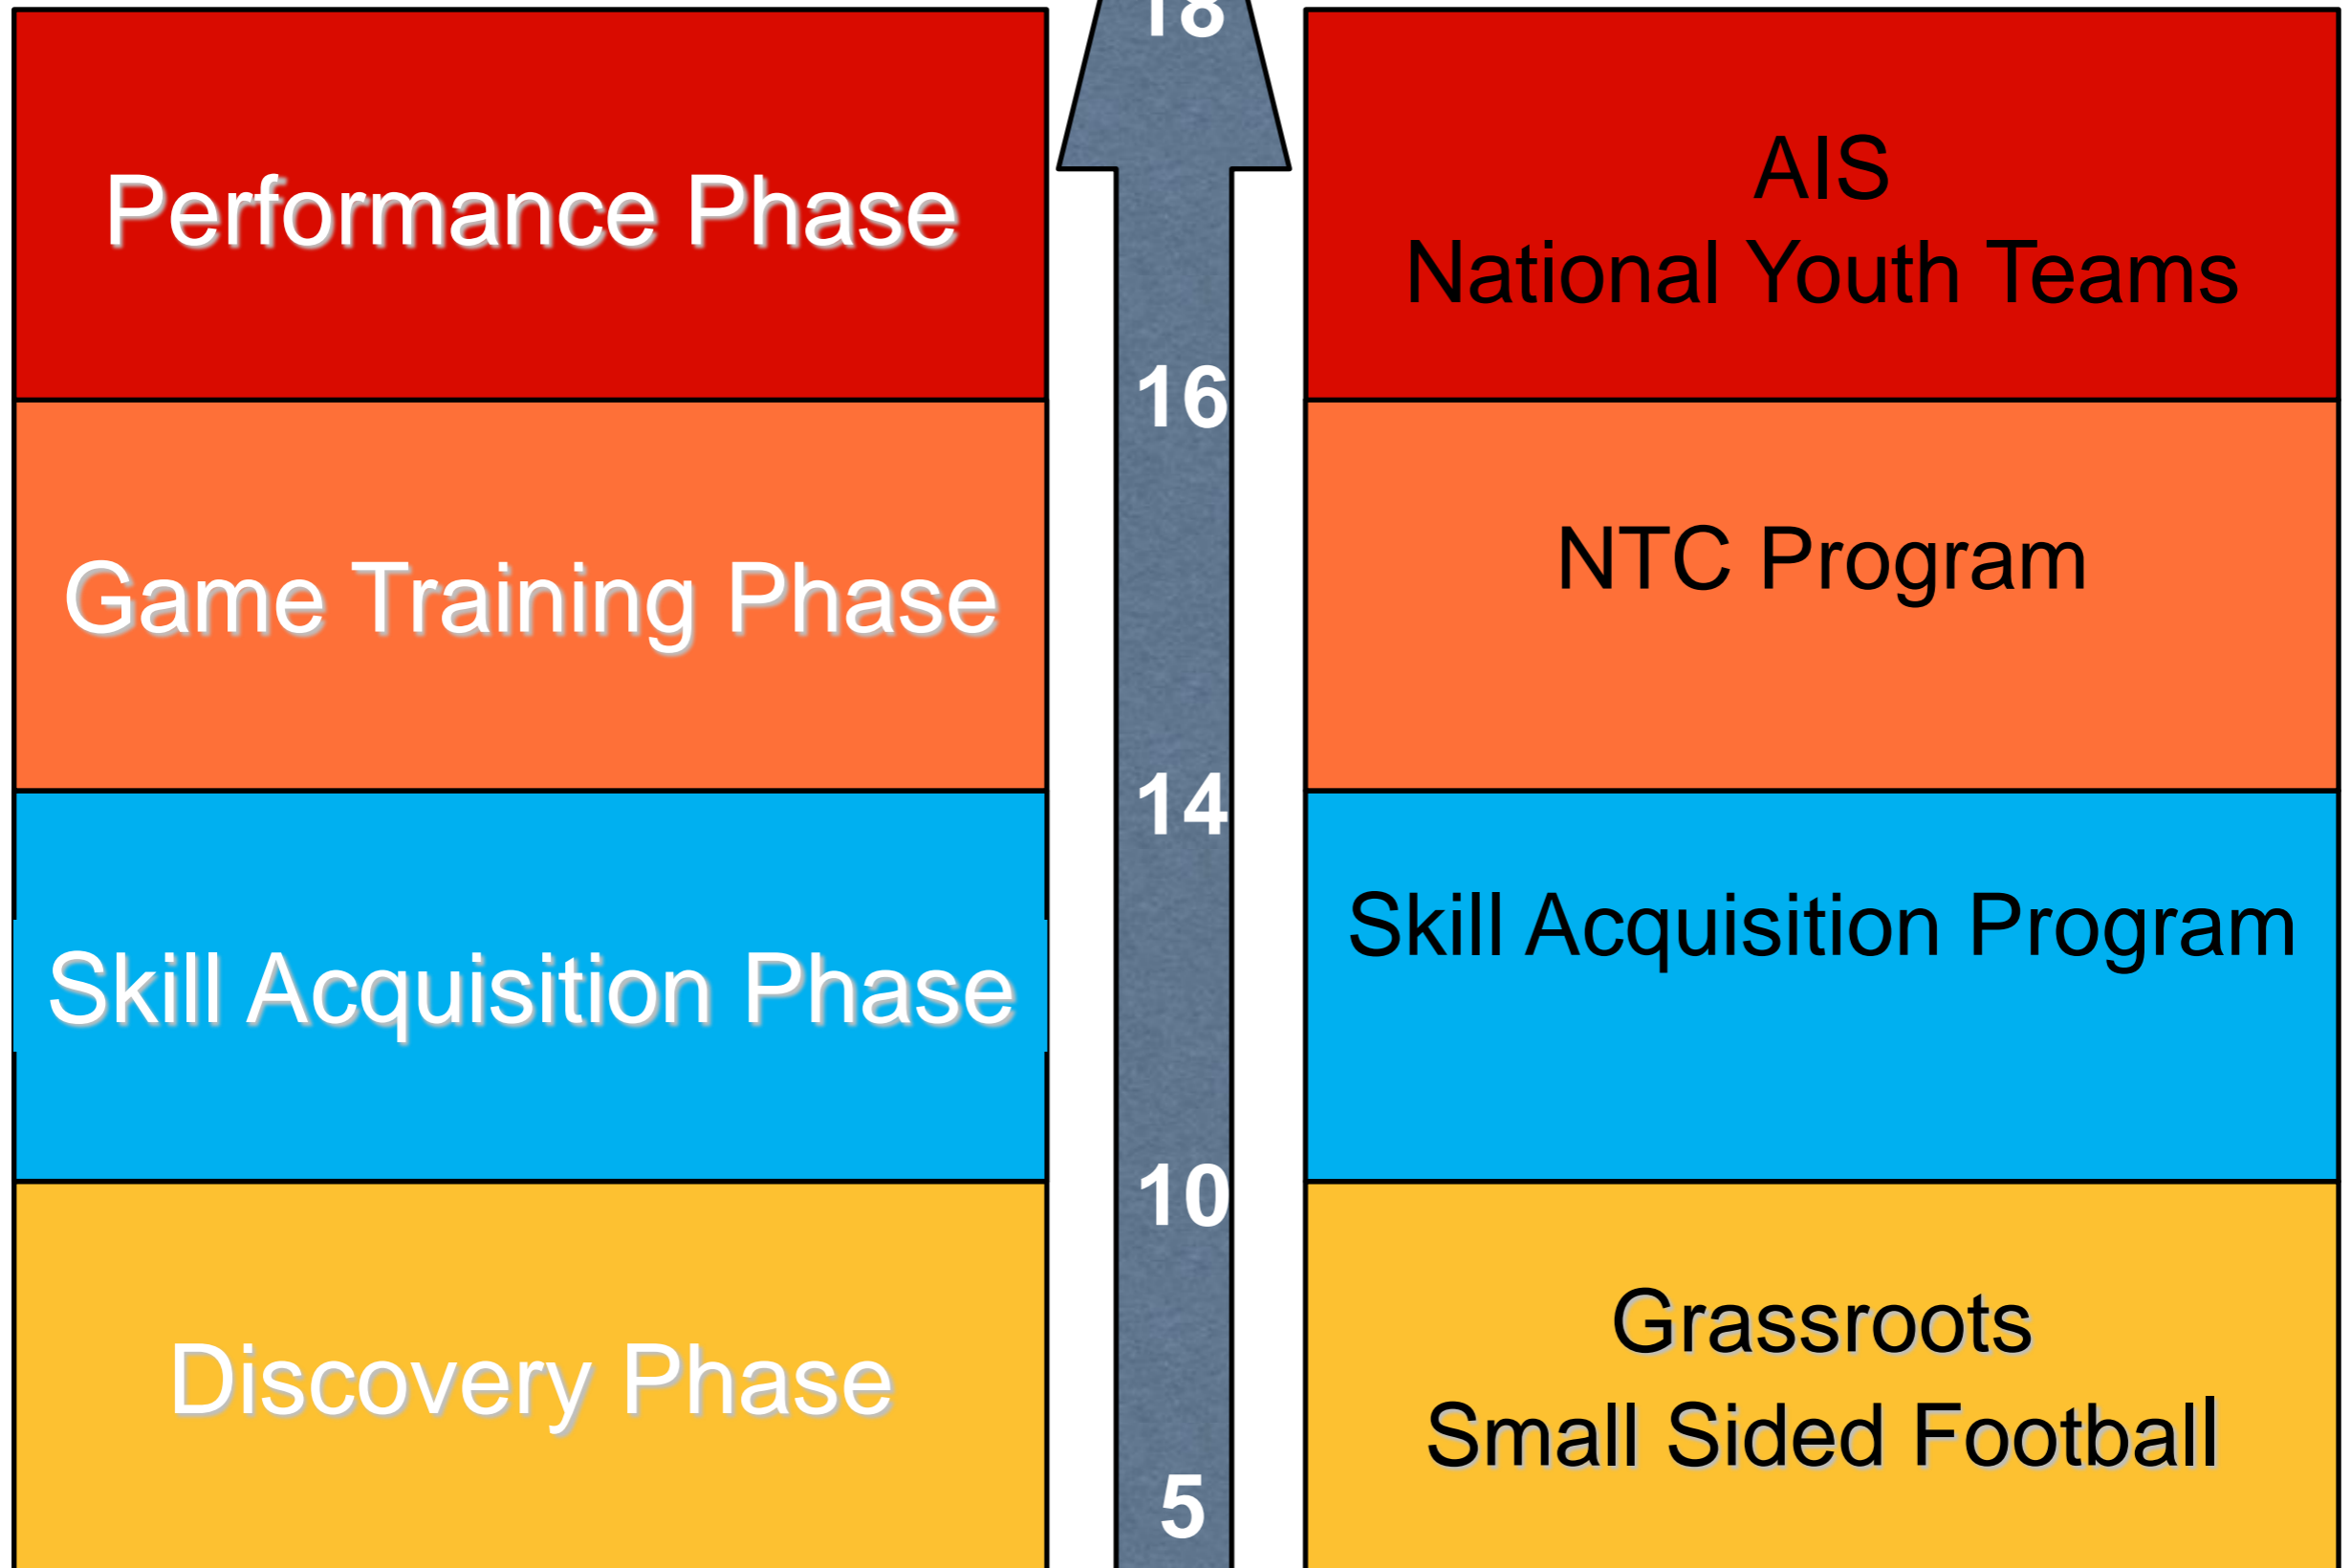 18
Performance Phase
AIS
National Youth Teams
16
Game Training Phase
NTC Program
14
Skill Acquisition Phase
Skill Acquisition Program
10
Discovery Phase
Grassroots
Small Sided Football
5